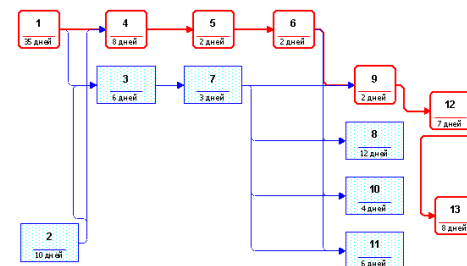 1
35 дней
4
8 дней
5
2 дней
6
2 дней
3
6 дней
7
3 дней
9
2 дней
12
7 дней
8
12 дней
10
4 дней
13
8 дней
2
10 дней
11
6 дней